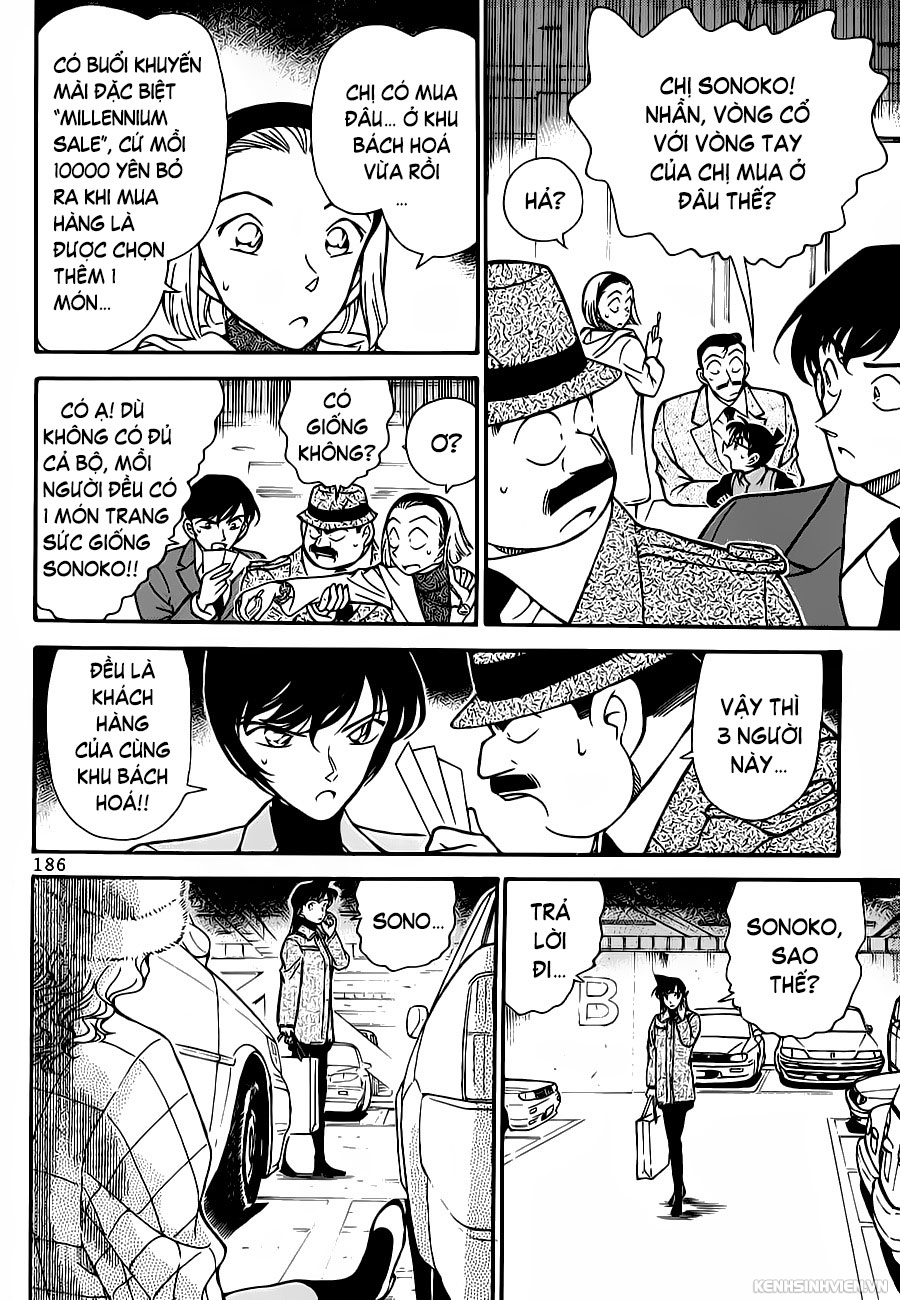 CÓ BUỔI KHUYẾN
MÃI ĐẶC BIỆT
"MILLENNIUM
SALE", CỨ MỖI
10000 YÊN BỎ
RA KHI MUA
HÀNG LÀ
ĐƯỢC CHỌN
THÊM 1
MÓN...
CHỊ CÓ MUA
ĐÂU... Ở KHU
BÁCH HOÁ
VỪA RỒI
...
CHỊ SONOKO!
NHẪN, VÒNG CỔ
VỚI VÒNG TAY
CỦA CHỊ MUA Ở
ĐÂU THẾ?
HẢ?
CÓ Ạ! DÙ
KHÔNG CÓ ĐỦ
CẢ BỘ, MỖI
NGƯỜI ĐỀU CÓ
1 MÓN TRANG
SỨC GIỐNG
SONOKO!!
CÓ
GIỐNG
KHÔNG?
Ơ?
ĐỀU LÀ
KHÁCH
HÀNG
CỦA CÙNG
KHU BÁCH
HOÁ!!
VẬY THÌ
3 NGƯỜI
NÀY...
186
SONO...
TRẢ
LỜI
ĐI...
SONOKO,
SAO
THẾ?
B
KENHSINHVIEN.VN